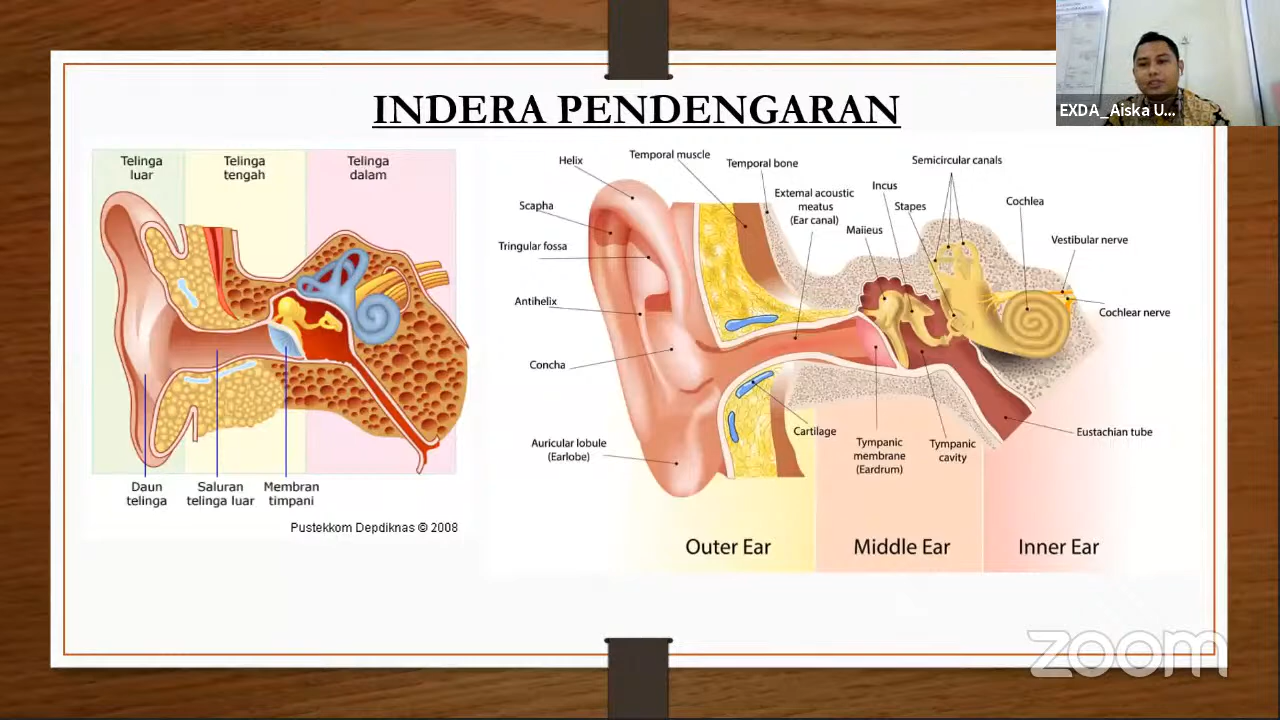 INDERA PENDENGARAN
EXDA_Aiska U...
Telinga
luar
Telinga
tengah
Telinga
dalam
Daun
telinga
Saluran
telinga luar
Membran
timpani
Pustekkom Depdiknas © 2008
Helix
Temporal muscle
Temporal bone
Semicircular canals
Scapha
External acoustic
meatus
(Ear canal)
Incus
Stapes
Cochlea
Maiieus
Tringular fossa
Vestibular nerve
Antihelix
Cochlear nerve
Concha
Auricular lobule
(Earlobe)
Cartilage
Tympanic
membrane
(Eardrum)
Tympanic
cavity
Eustachian tube
Outer Ear
Middle Ear
Inner Ear
zoom